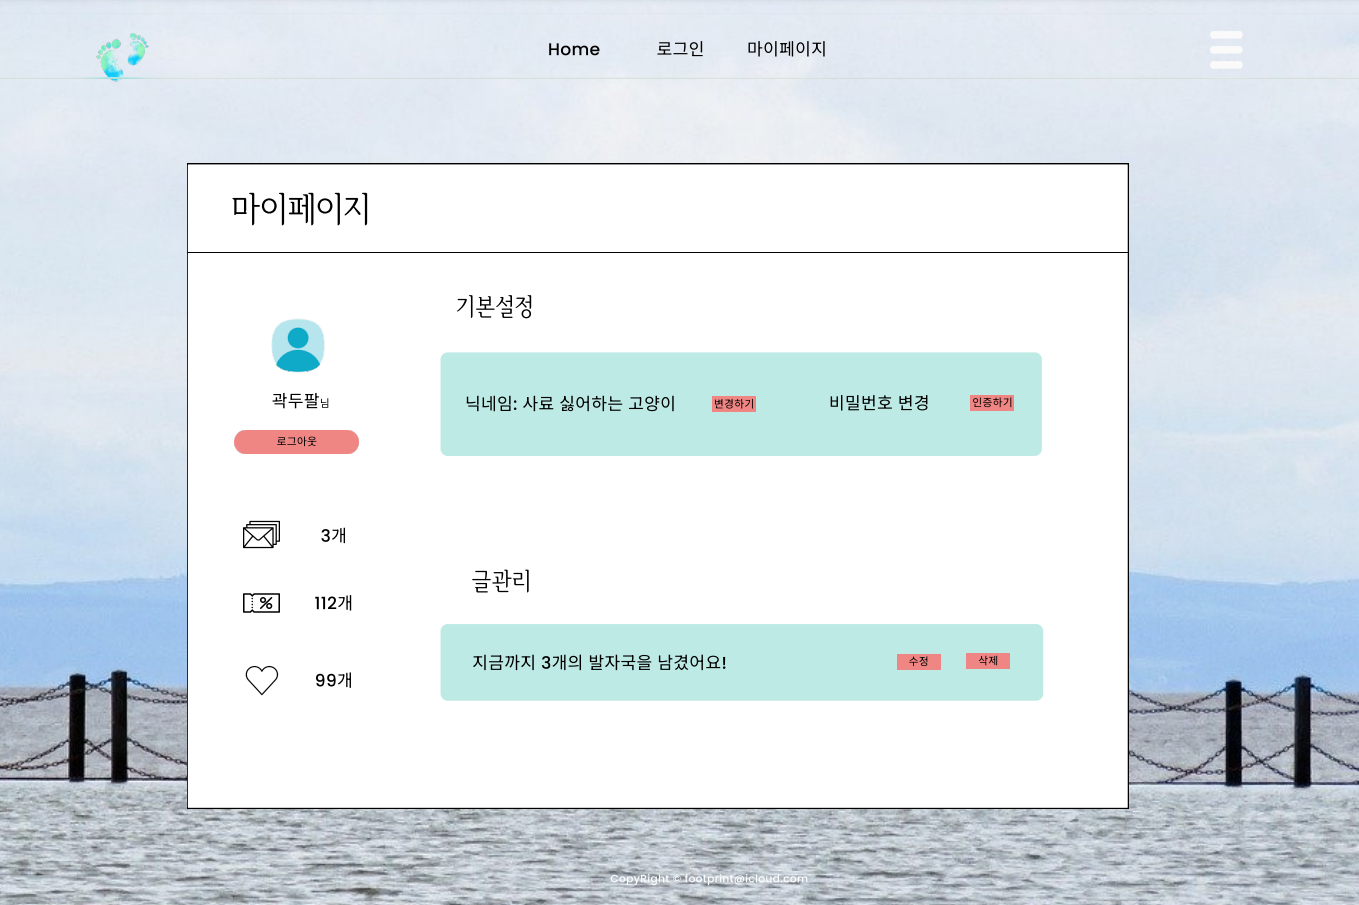 Home 로그인 마이페이지
마이페이지
기본설정
곽두팔님
로그아웃
닉네임: 사료 싫어하는 고양이 변경하기 비밀번호 변경 인증하기
3개
112개
99개
글관리
지금까지 3개의 발자국을 남겼어요! 수정 삭제
CopyRight © footprint@icloud.com